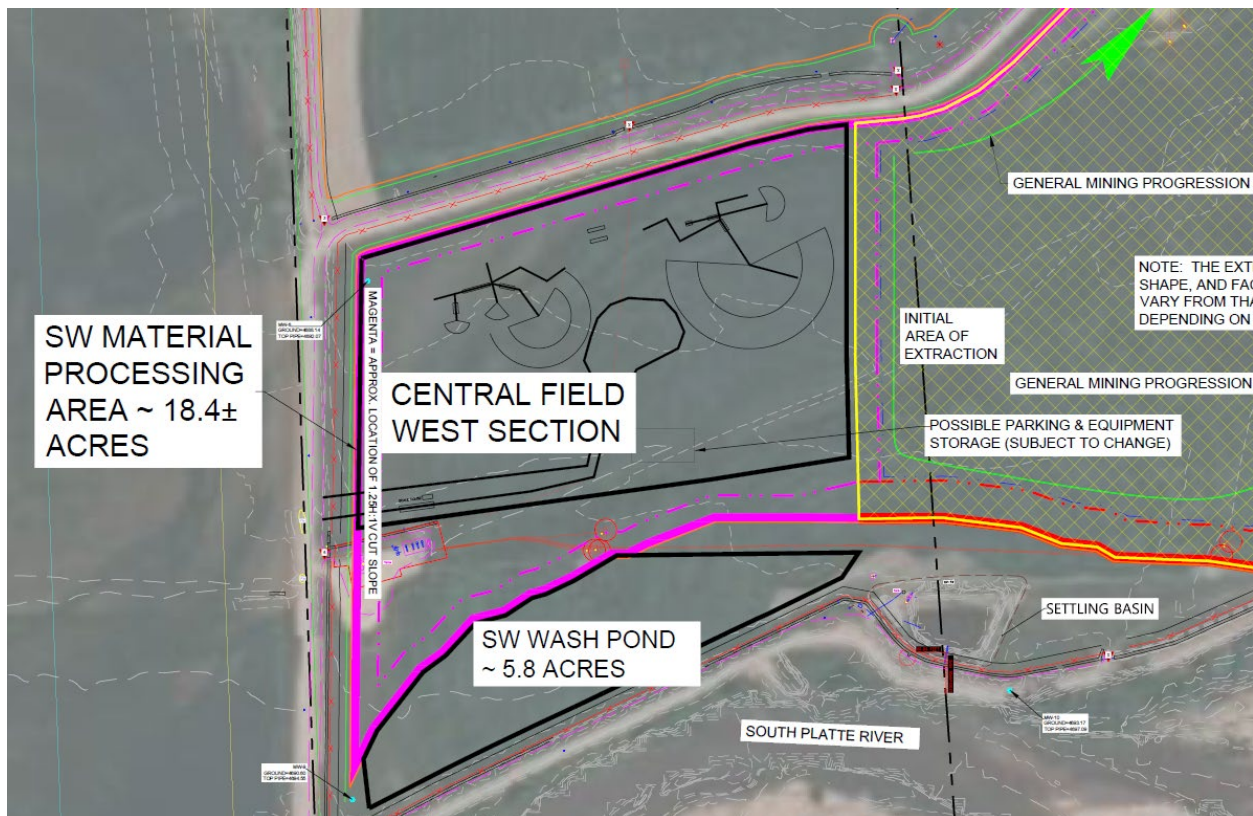 GENERAL MINING PROGRESSION
NOTE: THE EXT
SHAPE, AND FAC
VARY FROM THA
DEPENDING ON
INITIAL
AREA OF
EXTRACTION
GENERAL MINING PROGRESSION
SW MATERIAL
PROCESSING
AREA ~ 18.4±
ACRES
MAGENTA = APPROX. LOCATION OF 1.25H:1V CUT SLOPE
CENTRAL FIELD
WEST SECTION
POSSIBLE PARKING & EQUIPMENT
STORAGE (SUBJECT TO CHANGE)
SW WASH POND
~ 5.8 ACRES
SETTLING BASIN
SOUTH PLATTE RIVER
MW-10